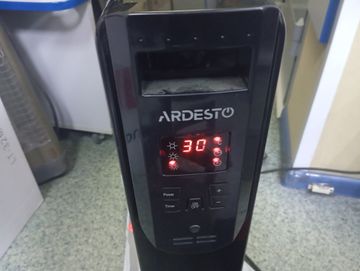 ARDESTO
30
Power
+
Timer
-